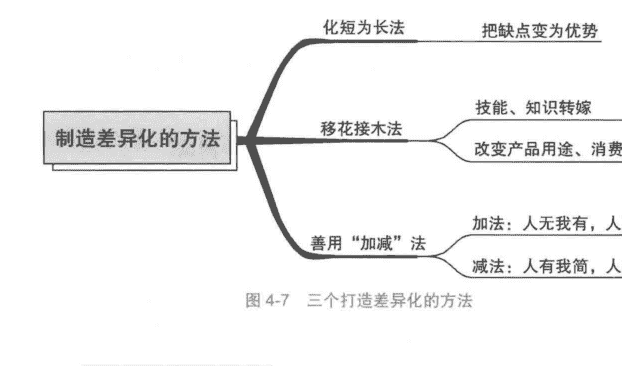 化短为长法
把缺点变为优势
技能、知识转嫁
制造差异化的方法
移花接木法
改变产品用途、消费
加法：人无我有，人
善用“加减”法
减法：人有我简，人
图 4-7 三个打造差异化的方法